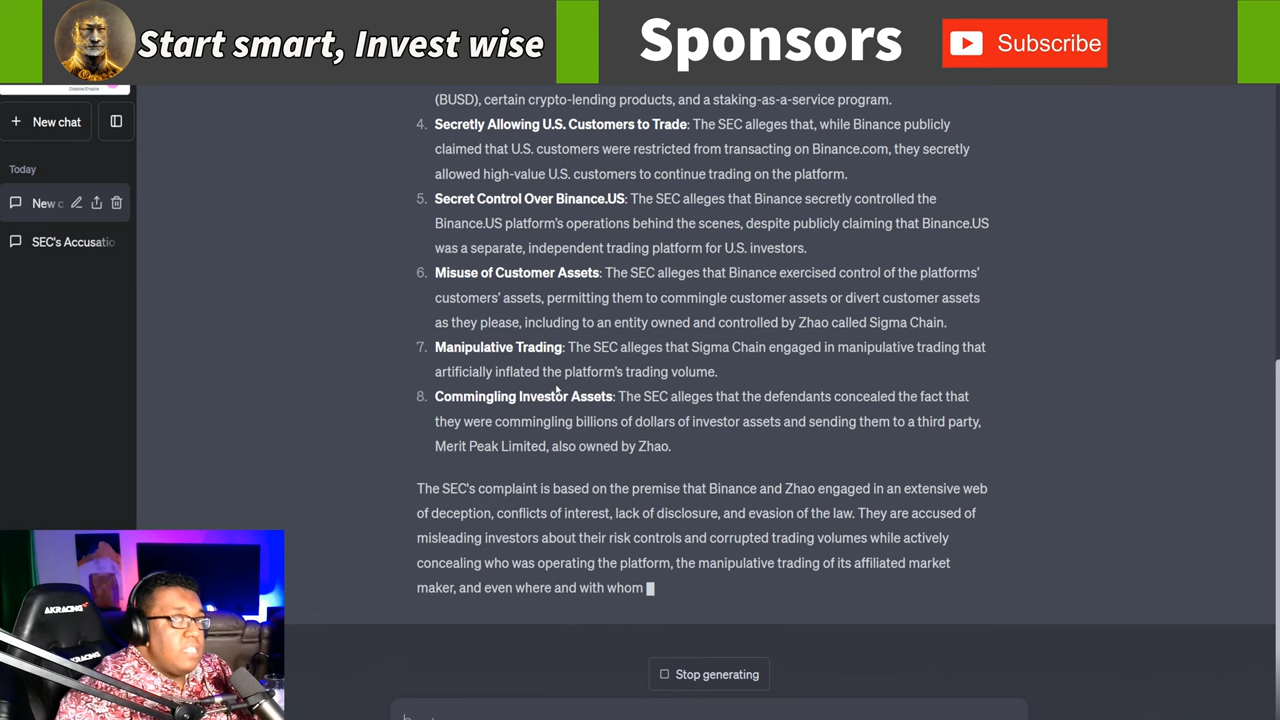 Start smart, Invest wise
Sponsors
Subscribe
New chat
Today
New c
SEC's Accusatio
(BUSD), certain crypto-lending products, and a staking-as-a-service program.
4. Secretly Allowing U.S. Customers to Trade: The SEC alleges that, while Binance publicly
claimed that U.S. customers were restricted from transacting on Binance.com, they secretly
allowed high-value U.S. customers to continue trading on the platform.
5. Secret Control Over Binance.US: The SEC alleges that Binance secretly controlled the
Binance.US platform's operations behind the scenes, despite publicly claiming that Binance.US
was a separate, independent trading platform for U.S. investors.
6. Misuse of Customer Assets: The SEC alleges that Binance exercised control of the platforms'
customers' assets, permitting them to commingle customer assets or divert customer assets
as they please, including to an entity owned and controlled by Zhao called Sigma Chain.
7. Manipulative Trading: The SEC alleges that Sigma Chain engaged in manipulative trading that
artificially inflated the platform's trading volume.
8. Commingling Investor Assets: The SEC alleges that the defendants concealed the fact that
they were commingling billions of dollars of investor assets and sending them to a third party,
Merit Peak Limited, also owned by Zhao.
The SEC's complaint is based on the premise that Binance and Zhao engaged in an extensive web
of deception, conflicts of interest, lack of disclosure, and evasion of the law. They are accused of
misleading investors about their risk controls and corrupted trading volumes while actively
concealing who was operating the platform, the manipulative trading of its affiliated market
maker, and even where and with whom
Stop generating
AKRACING